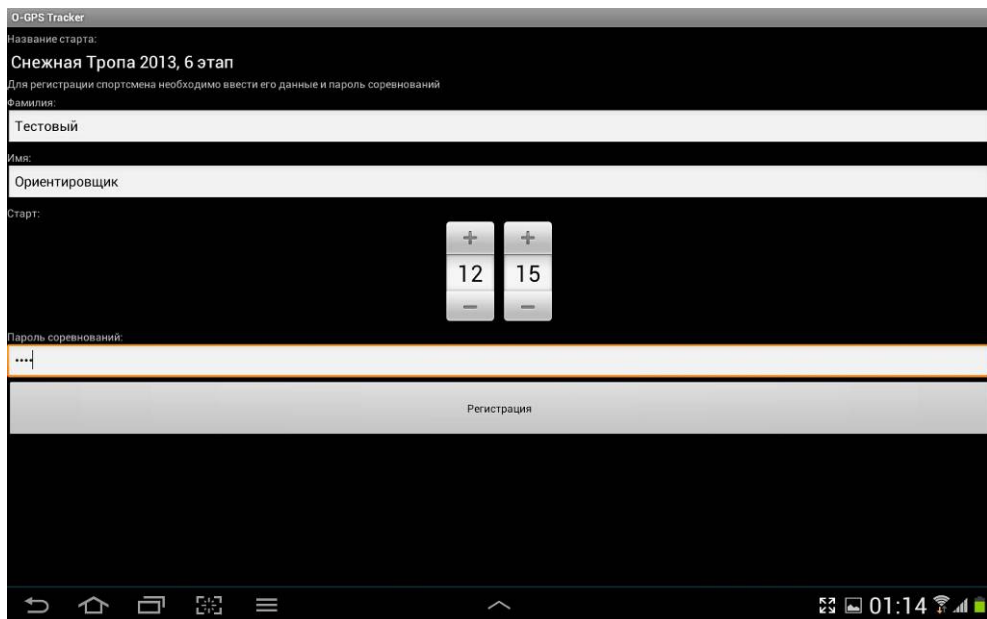 O-GPS Tracker
Название старта:
Снежная Тропа 2013, 6 этап
Для регистрации спортсмена необходимо ввести его данные и пароль соревнований
Фамилия:
Тестовый
Имя:
Ориентировщик
Старт:
+ +
12 15
− −
Пароль соревнований:
••••
Регистрация
01:14